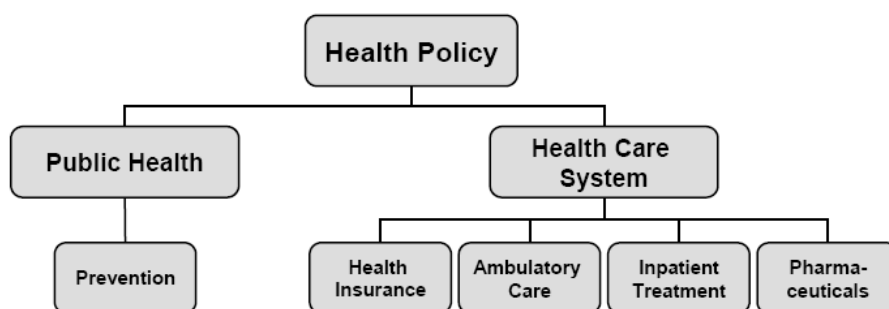 Health Policy
Public Health
Health Care
System
Prevention
Health
Insurance
Ambulatory
Care
Inpatient
Treatment
Pharma-
ceuticals